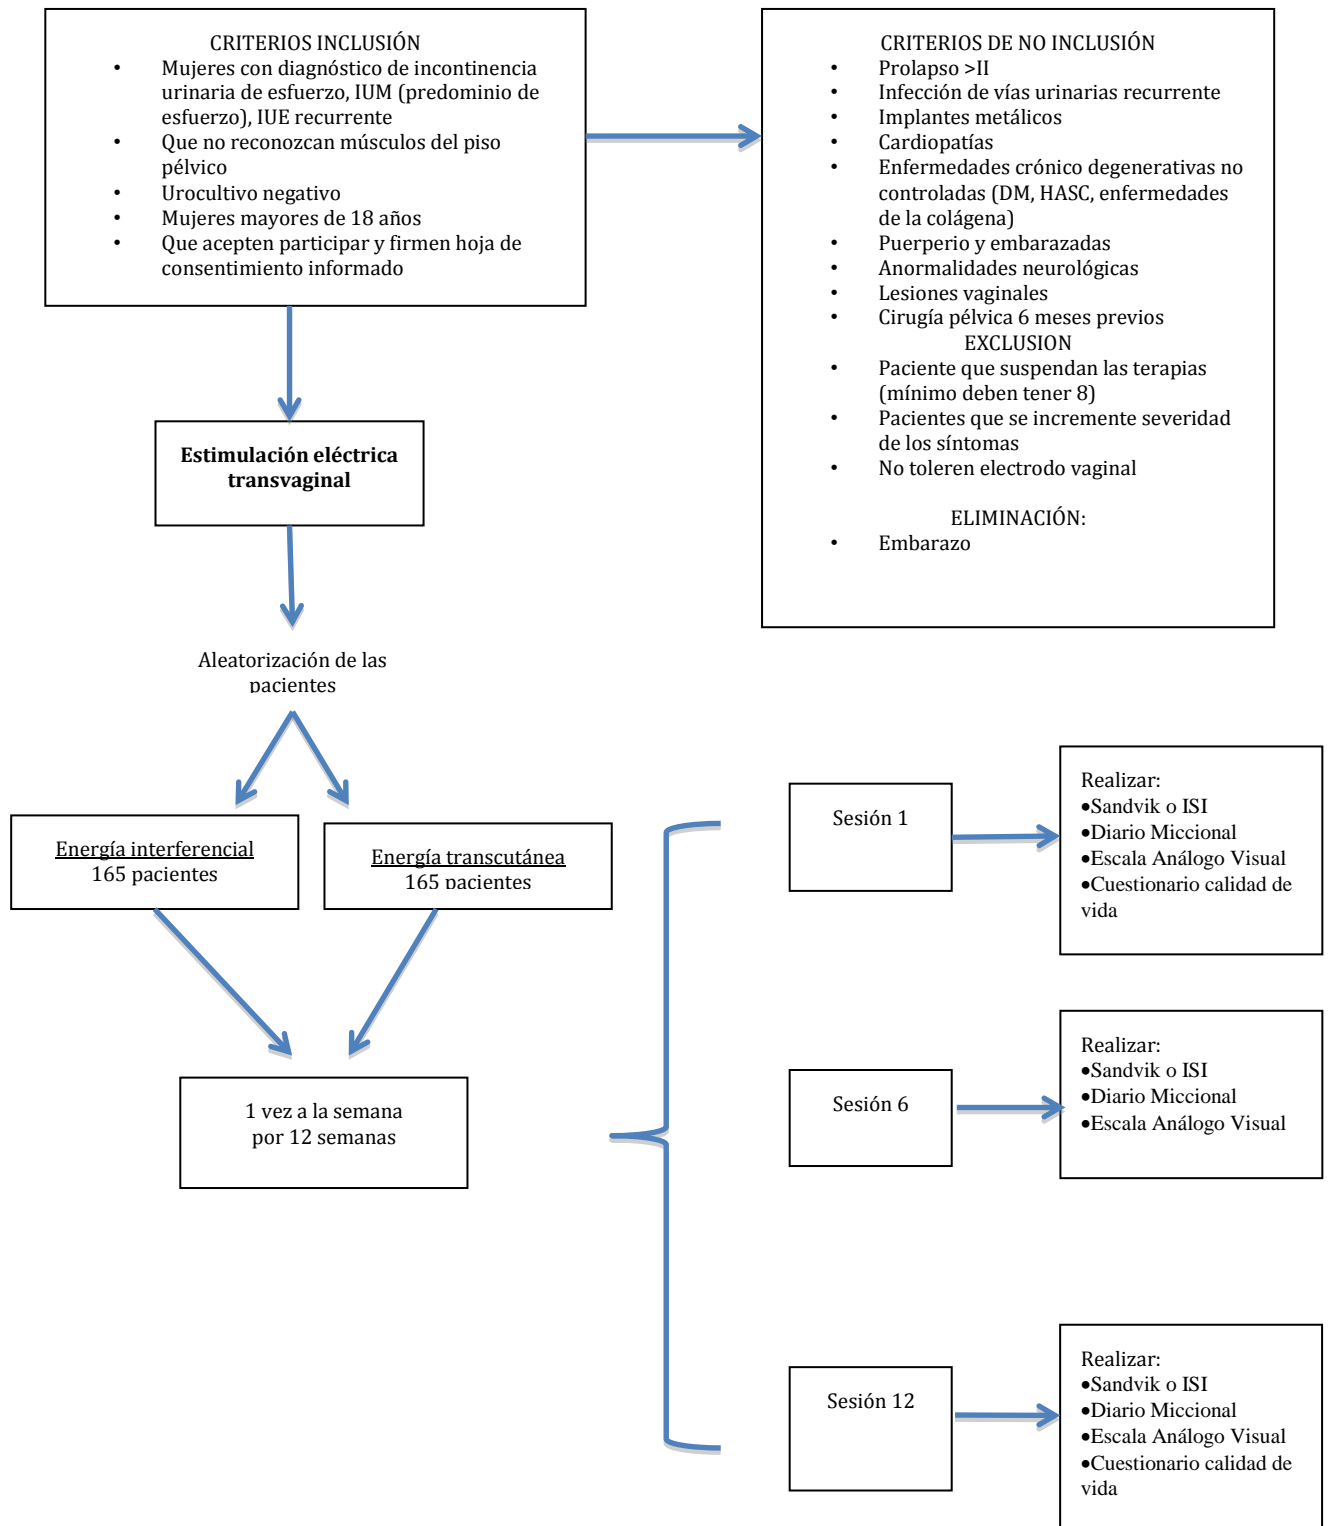 CRITERIOS INCLUSIÓN
• Mujeres con diagnóstico de incontinencia
urinaria de esfuerzo, IUM (predominio de
esfuerzo), IUE recurrente
• Que no reconozcan músculos del piso
pélvico
• Urocultivo negativo
• Mujeres mayores de 18 años
• Que acepten participar y firmen hoja de
consentimiento informado
CRITERIOS DE NO INCLUSIÓN
• Prolapso >II
• Infección de vías urinarias recurrente
• Implantes metálicos
• Cardiopatías
• Enfermedades crónico degenerativas no
controladas (DM, HASC, enfermedades
de la colágena)
• Puerperio y embarazadas
• Anormalidades neurológicas
• Lesiones vaginales
• Cirugía pélvica 6 meses previos
EXCLUSION
• Paciente que suspendan las terapias
(mínimo deben tener 8)
• Pacientes que se incremente severidad
de los síntomas
• No toleren electrodo vaginal
ELIMINACIÓN:
• Embarazo
Estimulación eléctrica
transvaginal
Aleatorización de las
pacientes
Energía interferencial
165 pacientes
Energía transcutánea
165 pacientes
1 vez a la semana
por 12 semanas
Sesión 1
Realizar:
•Sandvik o ISI
•Diario Miccional
•Escala Análogo Visual
•Cuestionario calidad de
vida
Sesión 6
Realizar:
•Sandvik o ISI
•Diario Miccional
•Escala Análogo Visual
Sesión 12
Realizar:
•Sandvik o ISI
•Diario Miccional
•Escala Análogo Visual
•Cuestionario calidad de
vida